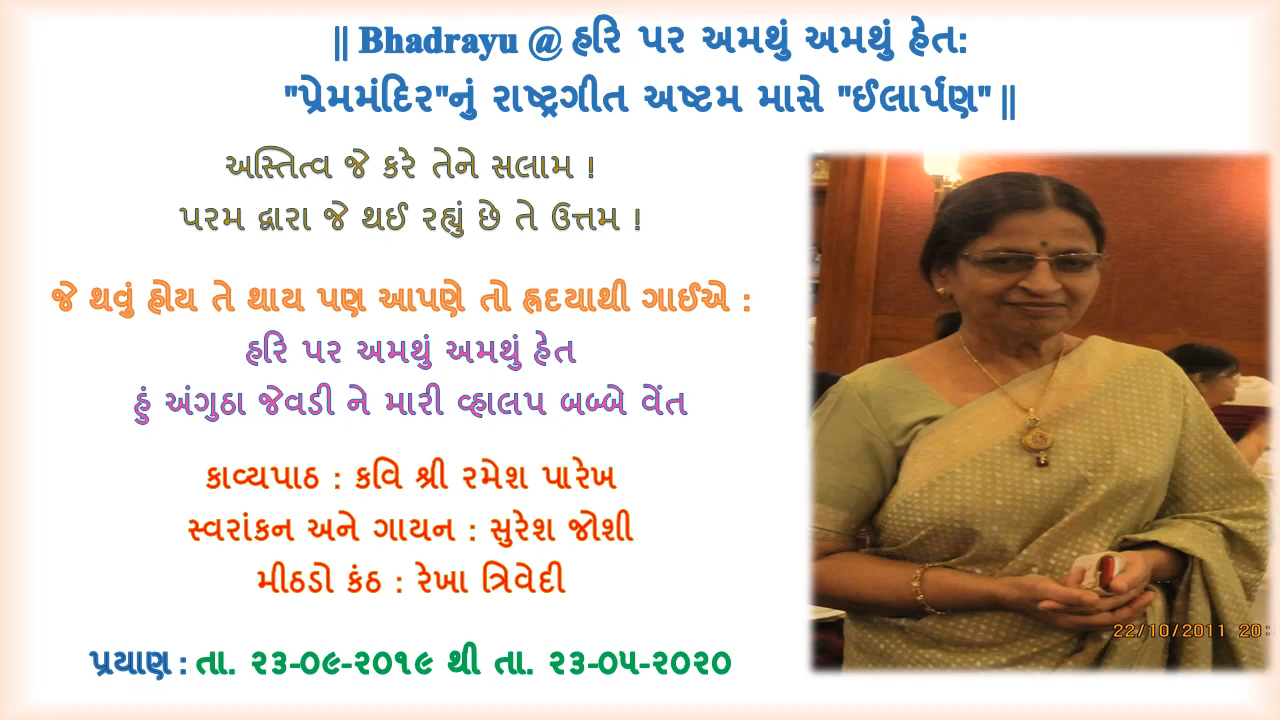 || Bhadrayu @ હરિ પર અમથું અમથું હેત:
"પ્રેમમંદિર"નું રાષ્ટ્રગીત અષ્ટમ માસે "ઈલાર્પણ" ||
અસ્તિત્વ જે કરે તેને સલામ !
પરમ દ્વારા જે થઈ રહ્યું છે તે ઉત્તમ !
જે થવું હોય તે થાય પણ આપણે તો હ્રદયાથી ગાઈએ :
હરિ પર અમથું અમથું હેત
હું અંગુઠા જેવડી ને મારી વ્હાલપ બબ્બે વેંત
કાવ્યપાઠ : કવિ શ્રી રમેશ પારેખ
સ્વરાંકન અને ગાયન : સુરેશ જોશી
મીઠડો કંઠ : રેખા ત્રિવેદી
પ્રયાણ : તા. ૨૩-૦૯-૨૦૧૯ થી તા. ૨૩-૦૫-૨૦૨૦
22/10/2011 20: